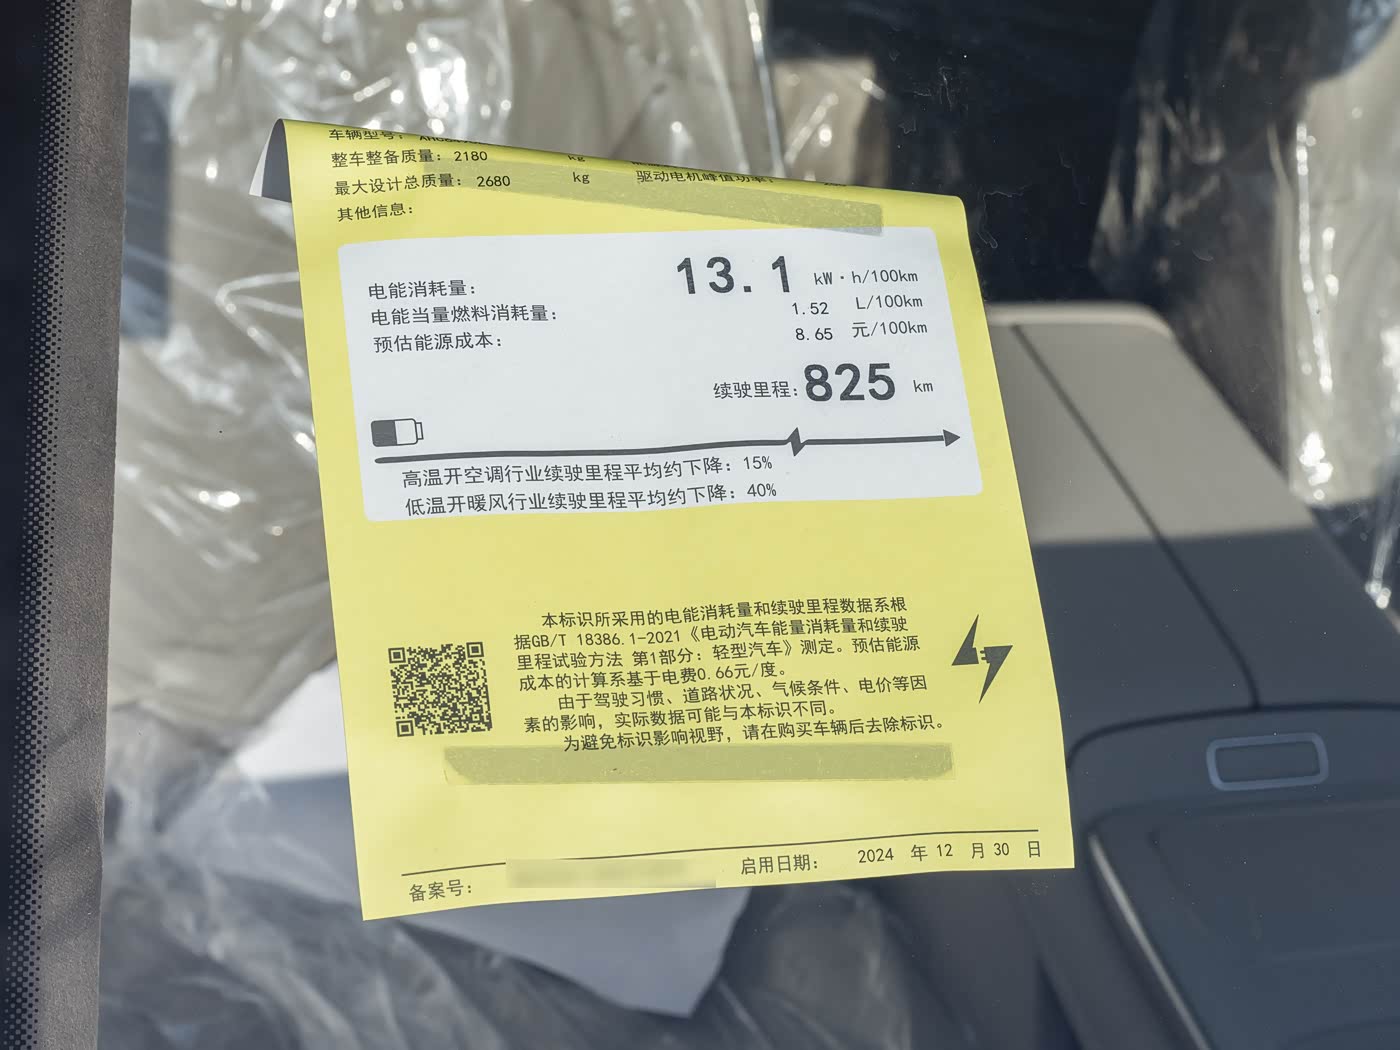 车辆型号:
整车整备质量: 2180 kg
最大设计总质量: 2680 kg 驱动电机峰值功率:
其他信息:
电能消耗量: 13.1 kW·h/100km
电能当量燃料消耗量: 1.52 L/100km
预估能源成本: 8.65 元/100km
续驶里程: 825 km
高温开空调行业续驶里程平均约下降: 15%
低温开暖风行业续驶里程平均约下降: 40%
本标识所采用的电能消耗量和续驶里程数据系根
据GB/T 18386.1-2021《电动汽车能量消耗量和续驶
里程试验方法 第1部分: 轻型汽车》测定。预估能源
成本的计算系基于电费0.66元/度。
由于驾驶习惯、道路状况、气候条件、电价等因
素的影响, 实际数据可能与本标识不同。
为避免标识影响视野, 请在购买车辆后去除标识。
备案号: 启用日期: 2024 年 12 月 30 日